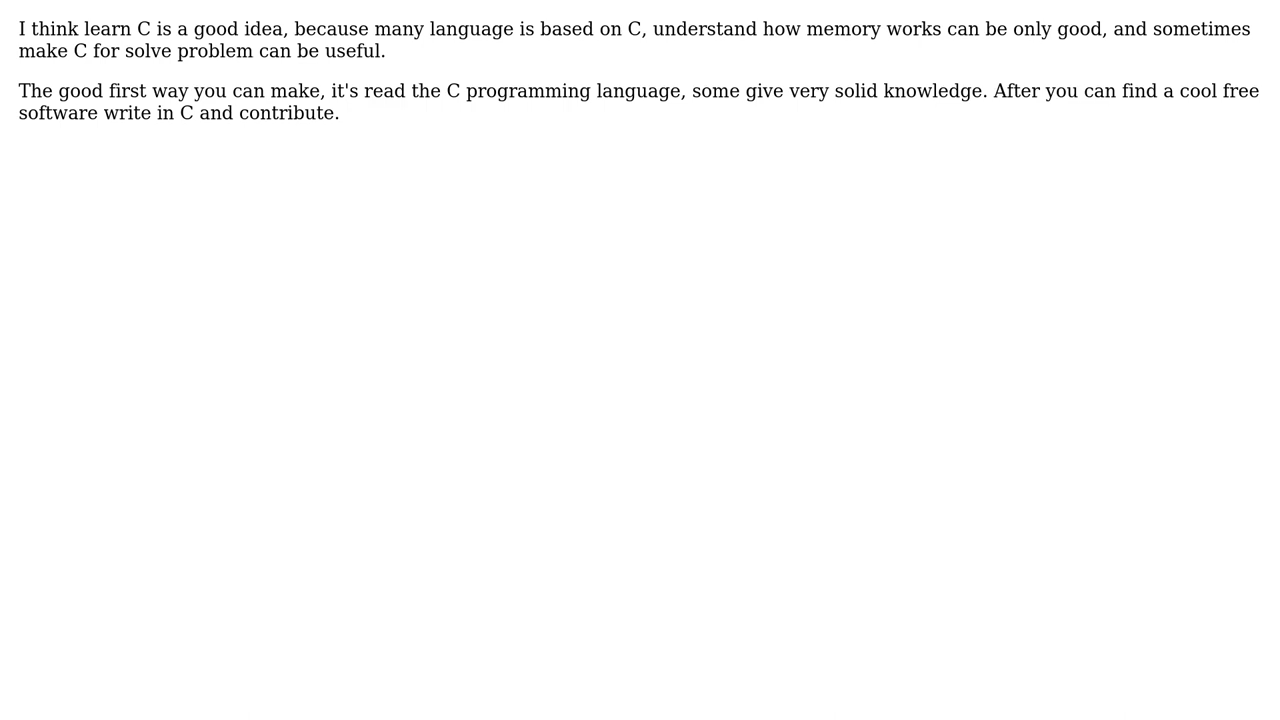 I think learn C is a good idea, because many language is based on C, understand how memory works can be only good, and sometimes
make C for solve problem can be useful.
The good first way you can make, it's read the C programming language, some give very solid knowledge. After you can find a cool free
software write in C and contribute.